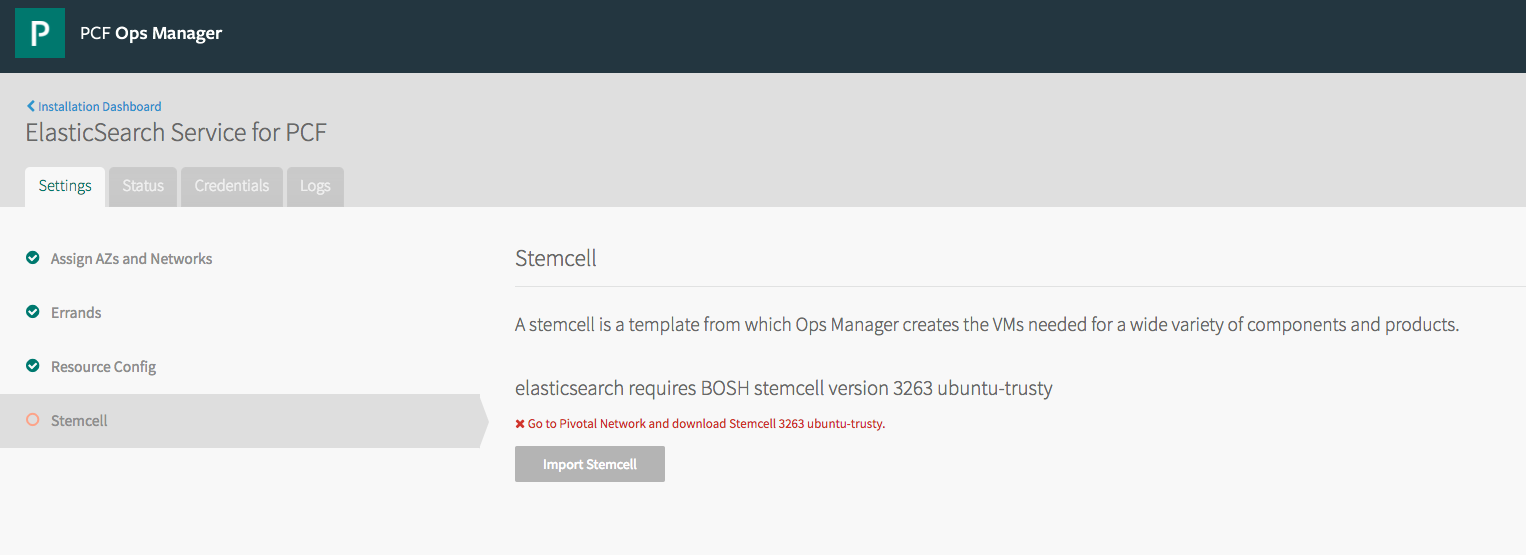 P
PCF Ops Manager
Installation Dashboard
ElasticSearch Service for PCF
Settings
Status
Credentials
Logs
Assign AZs and Networks
Errands
Resource Config
Stemcell
Stemcell
A stemcell is a template from which Ops Manager creates the VMs needed for a wide variety of components and products.
elasticsearch requires BOSH stemcell version 3263 ubuntu-trusty
Go to Pivotal Network and download Stemcell 3263 ubuntu-trusty.
Import Stemcell